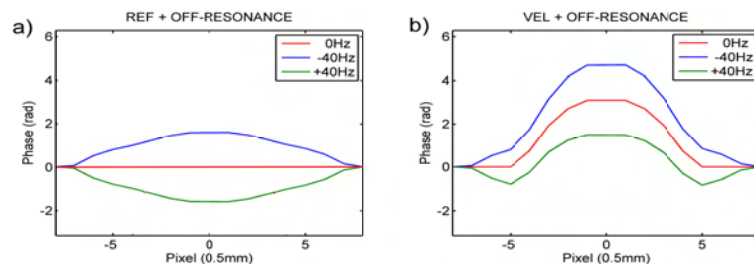 a)
REF + OFF-RESONANCE
6
4
2
0
-2
Phase (rad)
0Hz
-40Hz
+40Hz
-5
0
5
Pixel (0.5mm)
b)
VEL + OFF-RESONANCE
6
4
2
0
-2
Phase (rad)
0Hz
-40Hz
+40Hz
-5
0
5
Pixel (0.5mm)